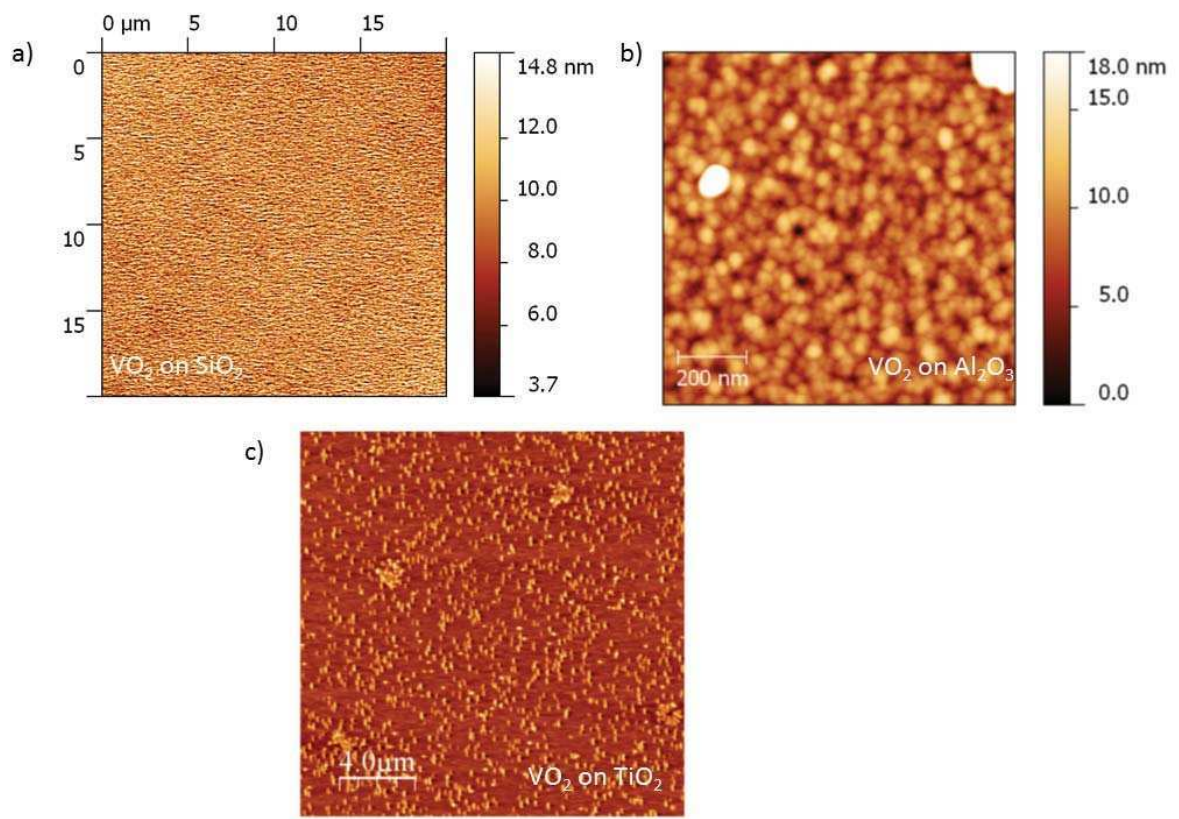 a)
0 µm 5 10 15
0
5
10
15
VO₂ on SiO₂
14.8 nm
12.0
10.0
8.0
6.0
3.7
b)
200 nm
VO₂ on Al₂O₃
18.0 nm
15.0
10.0
5.0
0.0
c)
4.0µm
VO₂ on TiO₂